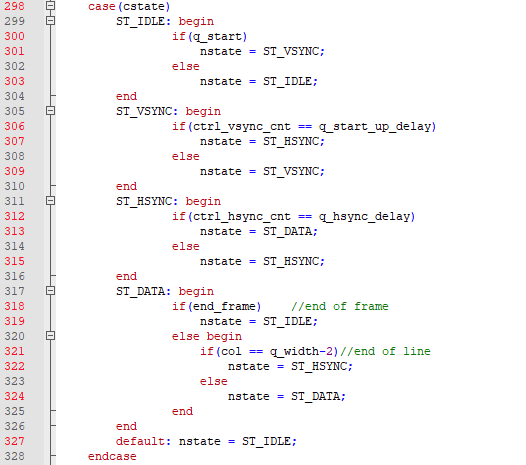 298 case(cstate)
299 ST_IDLE: begin
300 if(q_start)
301 nstate = ST_VSYNC;
302 else
303 nstate = ST_IDLE;
304 end
305 ST_VSYNC: begin
306 if(ctrl_vsync_cnt == q_start_up_delay)
307 nstate = ST_HSYNC;
308 else
309 nstate = ST_VSYNC;
310 end
311 ST_HSYNC: begin
312 if(ctrl_hsync_cnt == q_hsync_delay)
313 nstate = ST_DATA;
314 else
315 nstate = ST_HSYNC;
316 end
317 ST_DATA: begin
318 if(end_frame) //end of frame
319 nstate = ST_IDLE;
320 else begin
321 if(col == q_width-2)//end of line
322 nstate = ST_HSYNC;
323 else
324 nstate = ST_DATA;
325 end
326 end
327 default: nstate = ST_IDLE;
328 endcase